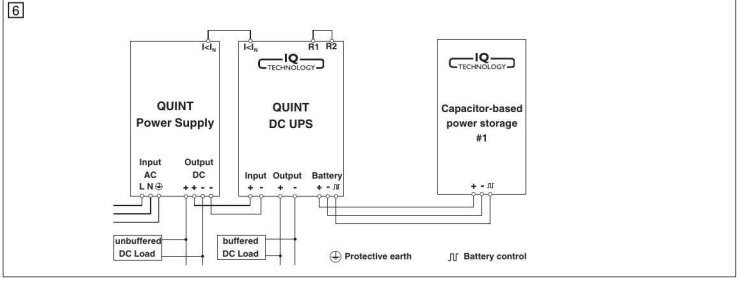 6
I<I_N
I<I_N
R1 R2
IQ
TECHNOLOGY
IQ
TECHNOLOGY
QUINT
Power Supply
QUINT
DC UPS
Capacitor-based
power storage
#1
Input
AC
L N
Output
DC
+ + - -
Input
+ -
Output
+ -
Battery
+ -
+ -
unbuffered
DC Load
buffered
DC Load
Protective earth
Battery control